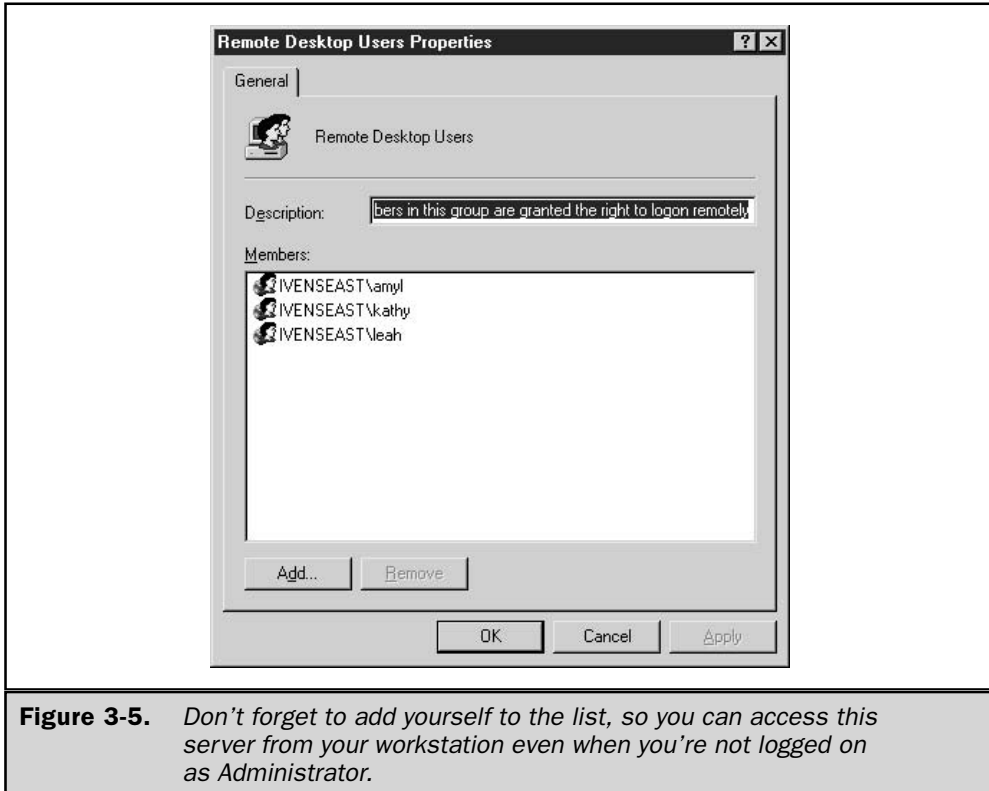 Remote Desktop Users Properties
General
Remote Desktop Users
Description: bers in this group are granted the right to logon remotely
Members:
IVENSEAST\amyl
IVENSEAST\kathy
IVENSEAST\leah
Add... Remove
OK Cancel Apply
Figure 3-5. Don't forget to add yourself to the list, so you can access this
server from your workstation even when you're not logged on
as Administrator.